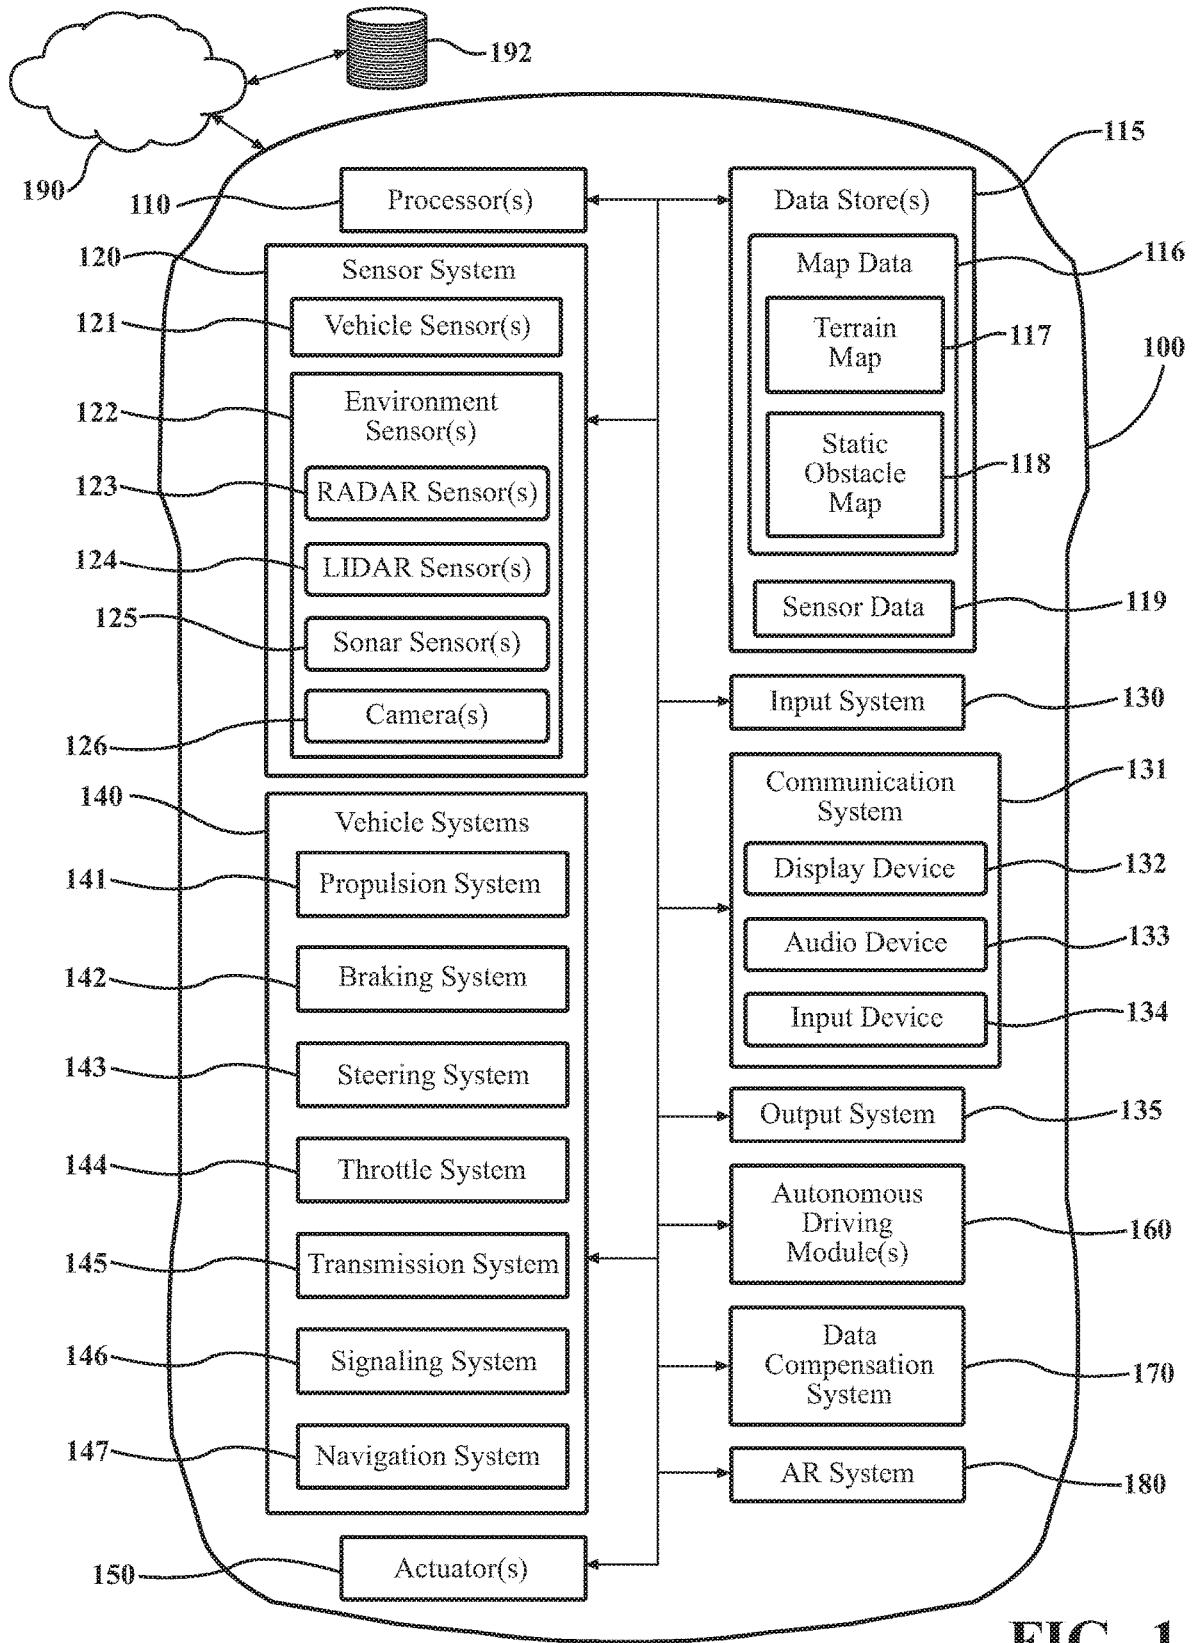 192
190
110
Processor(s)
120
Sensor System
121
Vehicle Sensor(s)
122
Environment
Sensor(s)
123
RADAR Sensor(s)
124
LIDAR Sensor(s)
125
Sonar Sensor(s)
126
Camera(s)
140
Vehicle Systems
141
Propulsion System
142
Braking System
143
Steering System
144
Throttle System
145
Transmission System
146
Signaling System
147
Navigation System
150
Actuator(s)
115
Data Store(s)
116
Map Data
117
Terrain
Map
118
Static
Obstacle
Map
119
Sensor Data
100
130
Input System
131
Communication
System
132
Display Device
133
Audio Device
134
Input Device
135
Output System
160
Autonomous
Driving
Module(s)
170
Data
Compensation
System
180
AR System
FIG. 1